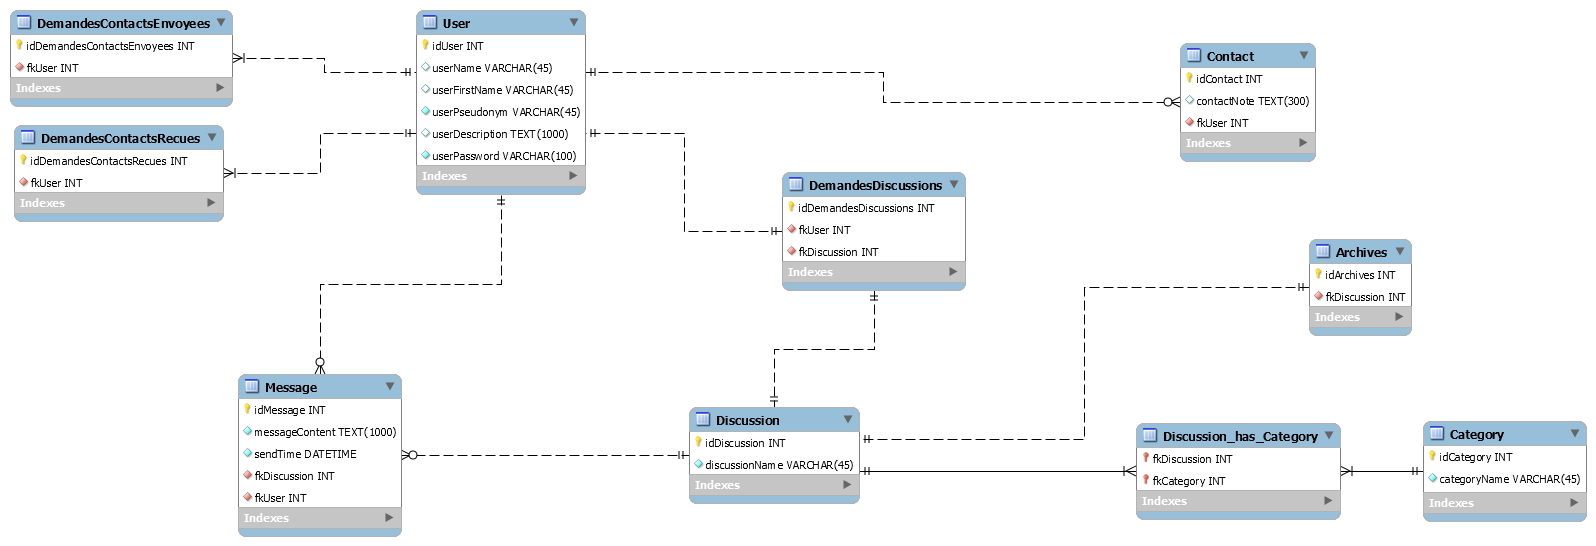 DemandesContactsEnvoyees
idDemandesContactsEnvoyees INT
fkUser INT
Indexes
DemandesContactsRecues
idDemandesContactsRecues INT
fkUser INT
Indexes
User
idUser INT
userName VARCHAR(45)
userFirstName VARCHAR(45)
userPseudonym VARCHAR(45)
userDescription TEXT(1000)
userPassword VARCHAR(100)
Indexes
Contact
idContact INT
contactNote TEXT(300)
fkUser INT
Indexes
DemandesDiscussions
idDemandesDiscussions INT
fkUser INT
fkDiscussion INT
Indexes
Archives
idArchives INT
fkDiscussion INT
Indexes
Message
idMessage INT
messageContent TEXT(1000)
sendTime DATETIME
fkDiscussion INT
fkUser INT
Indexes
Discussion
idDiscussion INT
discussionName VARCHAR(45)
Indexes
Discussion_has_Category
fkDiscussion INT
fkCategory INT
Indexes
Category
idCategory INT
categoryName VARCHAR(45)
Indexes